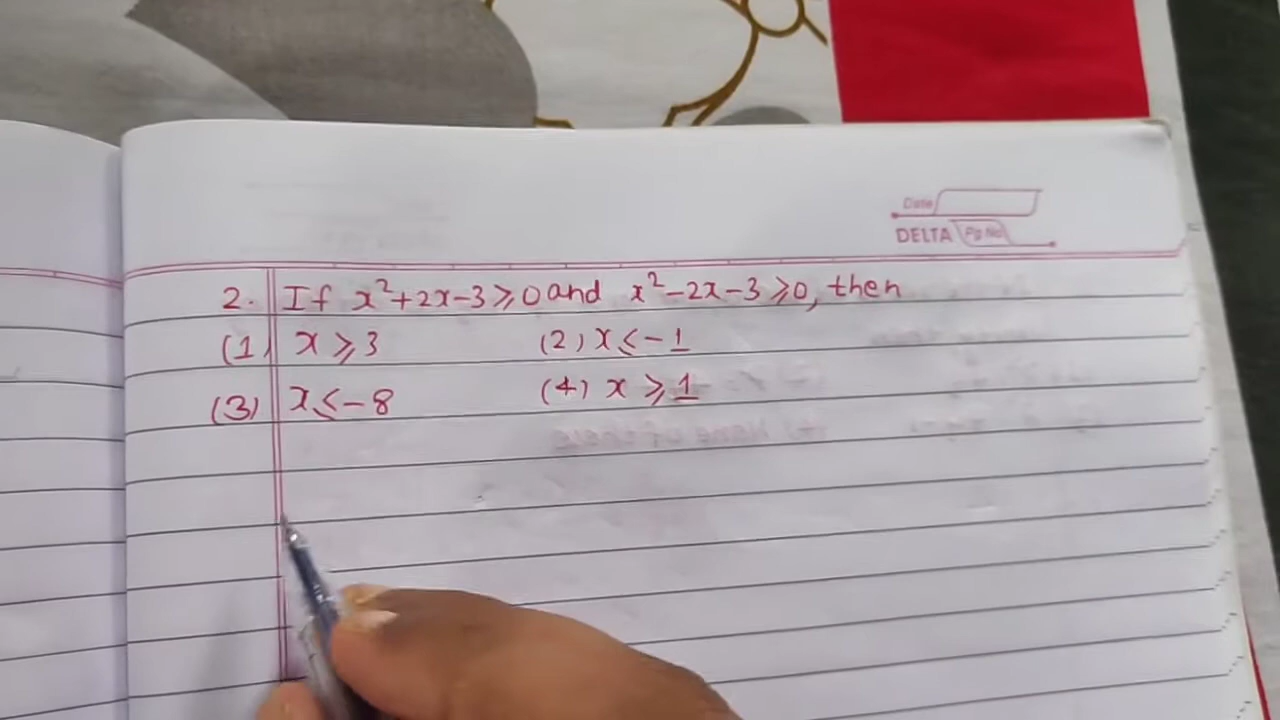 Date
DELTA Pg No
2. If x²+2x-3≥0 and x²-2x-3≥0, then
(1) x≥3 (2) x≤-1
(3) x≤-8 (4) x≥1